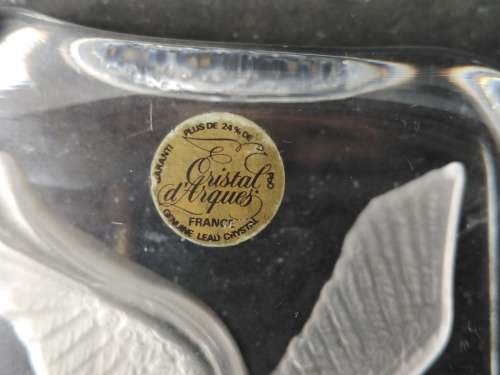 GARANTI PLUS DE 24% DE PbO
Cristal
d'Arques
FRANCE
GENUINE LEAD CRYSTAL